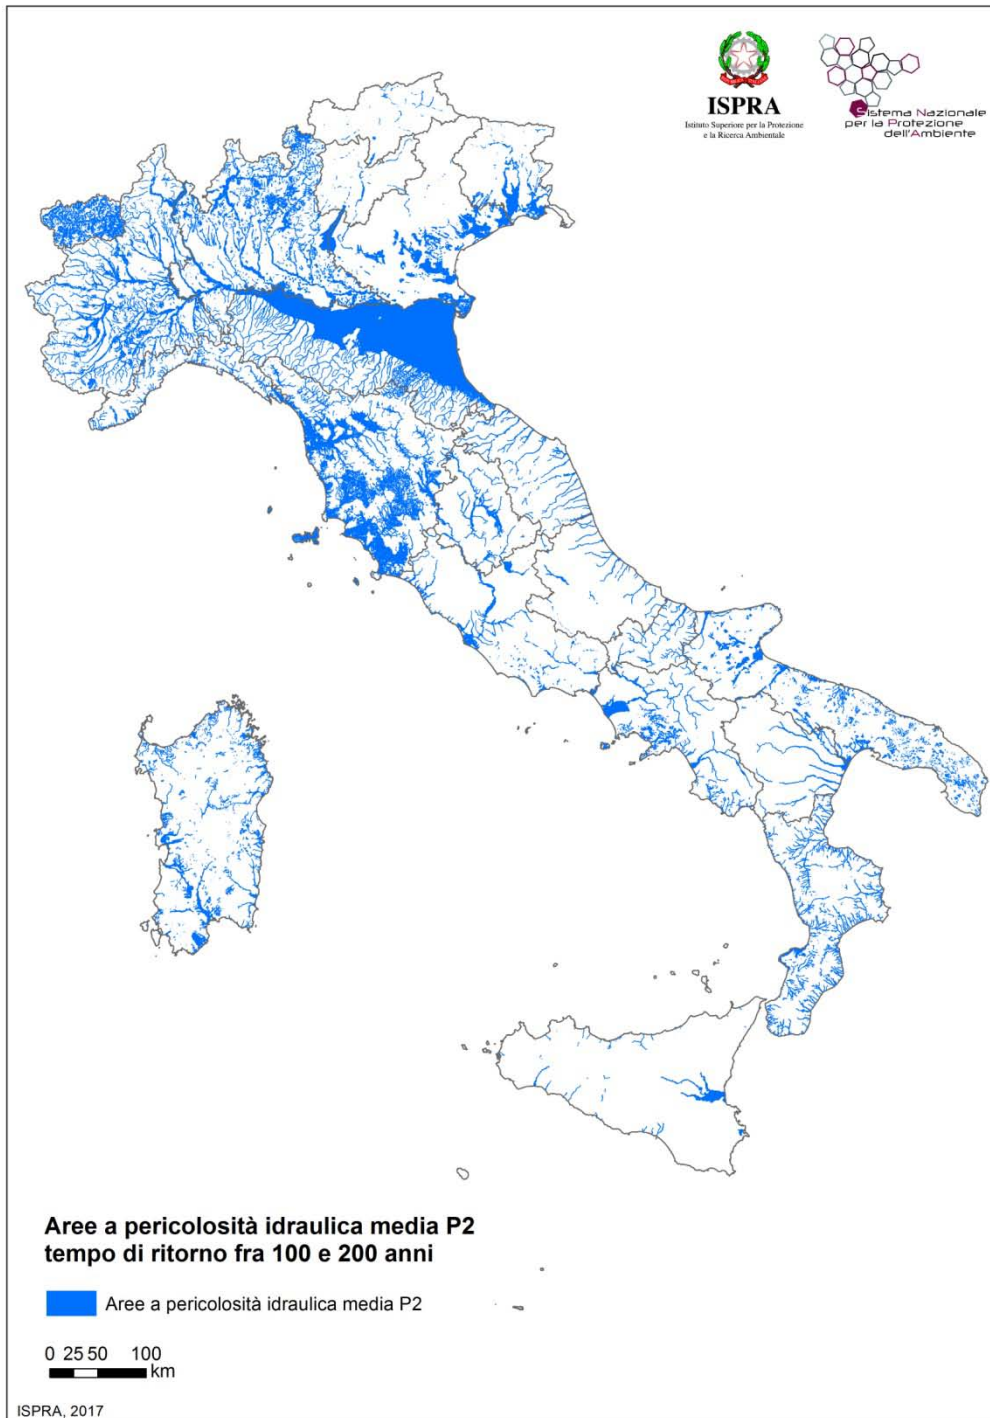 ISPRA
Istituto Superiore per la Protezione
e la Ricerca Ambientale
Sistema Nazionale
per la Protezione
dell'Ambiente
Aree a pericolosità idraulica media P2
tempo di ritorno fra 100 e 200 anni
Aree a pericolosità idraulica media P2
0 25 50 100
km
ISPRA, 2017